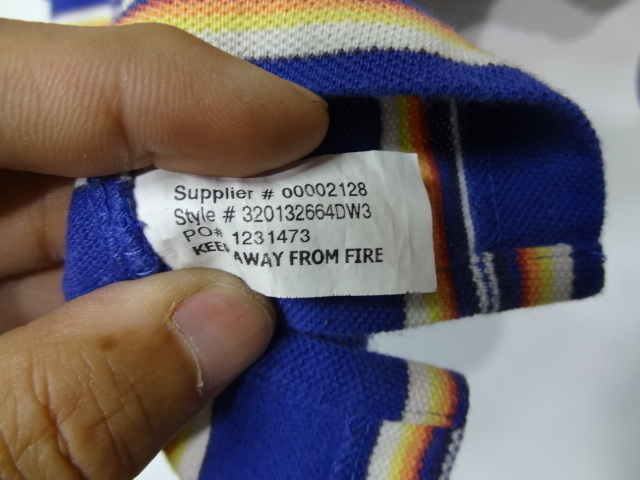 Supplier # 00002128
Style # 320132664DW3
PO# 1231473
KEEP AWAY FROM FIRE